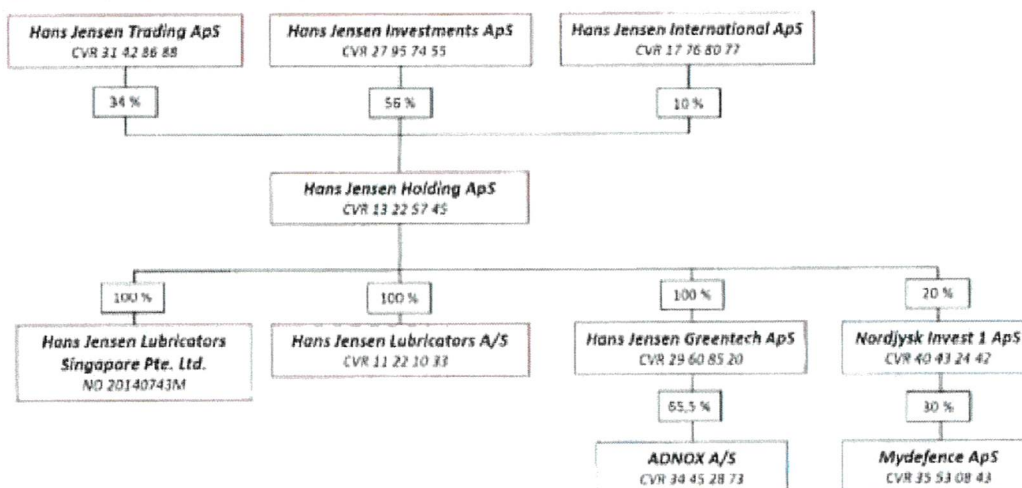 Hans Jensen Trading ApS
CVR 31 42 86 88
Hans Jensen Investments ApS
CVR 27 95 74 55
Hans Jensen International ApS
CVR 17 76 80 77
34 %
56 %
10 %
Hans Jensen Holding ApS
CVR 13 22 57 45
100 %
100 %
100 %
20 %
Hans Jensen Lubricators
Singapore Pte. Ltd.
NO 20140743M
Hans Jensen Lubricators A/S
CVR 11 22 10 33
Hans Jensen Greentech ApS
CVR 29 60 85 20
Nordjysk Invest 1 ApS
CVR 40 43 24 42
65,5 %
30 %
ADNOX A/S
CVR 34 45 28 73
Mydefence ApS
CVR 35 53 08 43